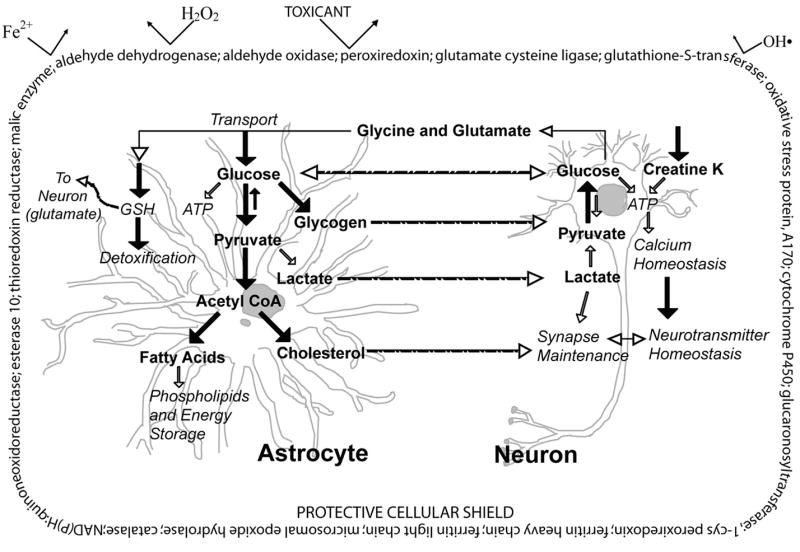 Fe2+
H2O2
TOXICANT
OH•
malic enzyme; aldehyde dehydrogenase; aldehyde oxidase; peroxiredoxin; glutamate cysteine ligase; glutathione-S-transferase; oxidative stress protein, A170; cytochrome P450; glucaronosyltransferase;
Transport
Glycine and Glutamate
Glucose
Glucose
Creatine K
To
Neuron
(glutamate)
GSH
ATP
Glycogen
ATP
Pyruvate
Pyruvate
Calcium
Homeostasis
Detoxification
Lactate
Lactate
Acetyl CoA
Fatty Acids
Cholesterol
Synapse
Maintenance
Neurotransmitter
Homeostasis
Phospholipids
and Energy
Storage
Astrocyte
Neuron
PROTECTIVE CELLULAR SHIELD
1-cys peroxiredoxin; ferritin; heavy chain; ferritin light chain; microsomal epoxide hydrolase; catalase; NAD(P)H:quinoneoxidoreductase; esterase 10; thioredoxin reductase;